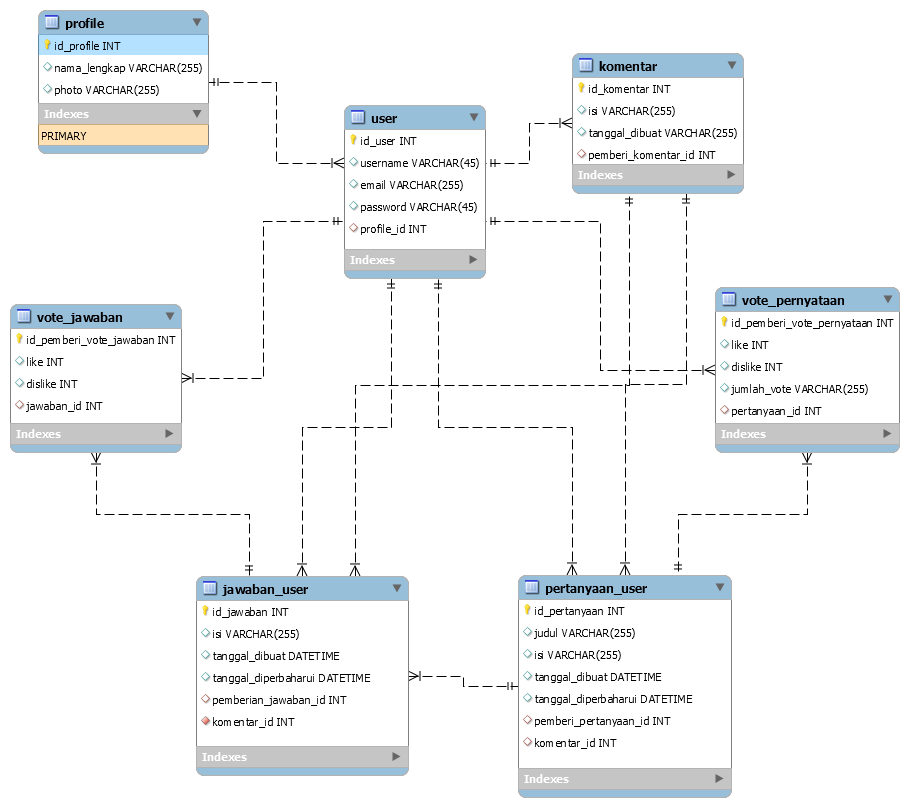 profile
id_profile INT
nama_lengkap VARCHAR(255)
photo VARCHAR(255)
Indexes
PRIMARY
komentar
id_komentar INT
isi VARCHAR(255)
tanggal_dibuat VARCHAR(255)
pemberi_komentar_id INT
Indexes
user
id_user INT
username VARCHAR(45)
email VARCHAR(255)
password VARCHAR(45)
profile_id INT
Indexes
vote_jawaban
id_pemberi_vote_jawaban INT
like INT
dislike INT
jawaban_id INT
Indexes
vote_pernyataan
id_pemberi_vote_pernyataan INT
like INT
dislike INT
jumlah_vote VARCHAR(255)
pertanyaan_id INT
Indexes
jawaban_user
id_jawaban INT
isi VARCHAR(255)
tanggal_dibuat DATETIME
tanggal_diperbaharui DATETIME
pemberian_jawaban_id INT
komentar_id INT
Indexes
pertanyaan_user
id_pertanyaan INT
judul VARCHAR(255)
isi VARCHAR(255)
tanggal_dibuat DATETIME
tanggal_diperbaharui DATETIME
pemberi_pertanyaan_id INT
komentar_id INT
Indexes